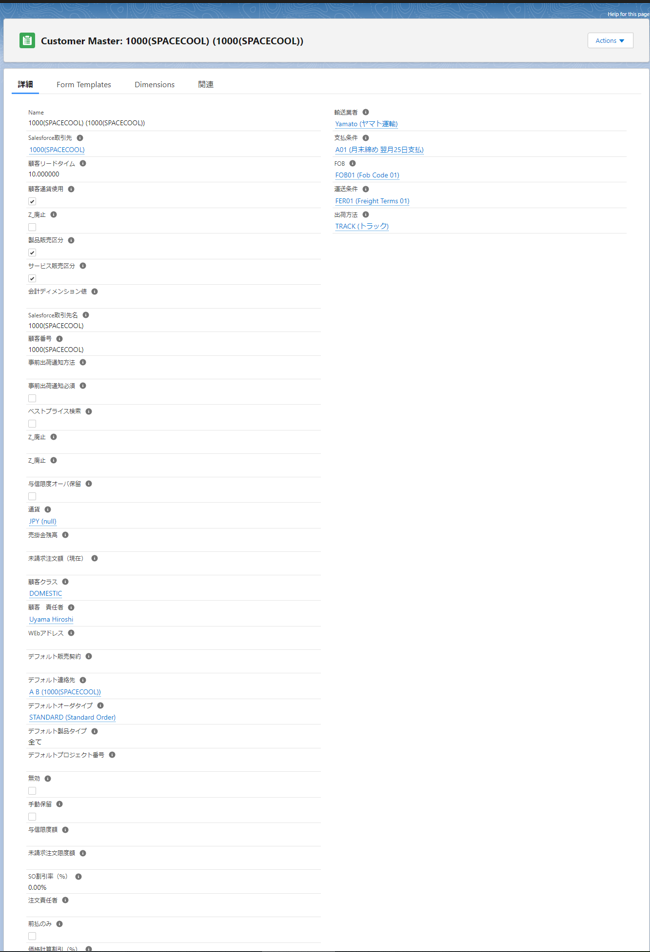 Help for this page
Customer Master: 1000(SPACECOOL) (1000(SPACECOOL))
Actions
詳細
Form Templates
Dimensions
関連
Name
1000(SPACECOOL) (1000(SPACECOOL))
Salesforce取引先
1000(SPACECOOL)
顧客リードタイム
10.000000
顧客通貨使用
Z_廃止
製品販売区分
サービス販売区分
会計ディメンション値
Salesforce取引先名
1000(SPACECOOL)
顧客番号
1000(SPACECOOL)
事前出荷通知方法
事前出荷通知必須
ベストプライス検索
Z_廃止
Z_廃止
与信限度オーバ保留
通貨
JPY (null)
売掛金残高
未請求注文額（現在）
顧客クラス
DOMESTIC
顧客　責任者
Uyama Hiroshi
WEbアドレス
デフォルト販売契約
デフォルト連絡先
A B (1000(SPACECOOL))
デフォルトオーダタイプ
STANDARD (Standard Order)
デフォルト製品タイプ
全て
デフォルトプロジェクト番号
無効
手動保留
与信限度額
未請求注文限度額
SO割引率（%）
0.00%
注文責任者
前払のみ
価格計算割引（%）
輸送業者
Yamato (ヤマト運輸)
支払条件
A01 (月末締め 翌月25日支払)
FOB
FOB01 (Fob Code 01)
運送条件
FER01 (Freight Terms 01)
出荷方法
TRACK (トラック)